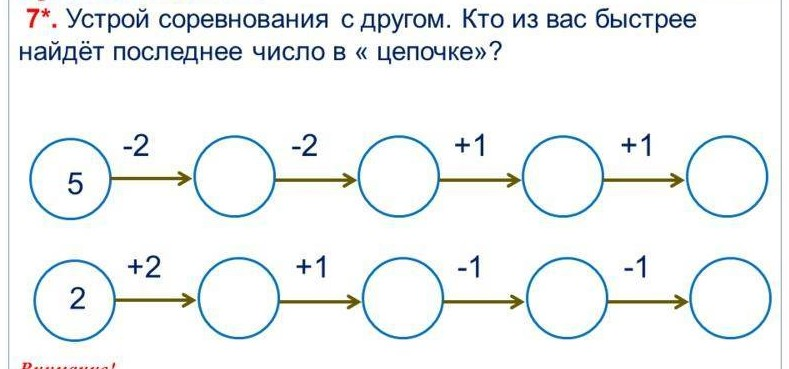 7*. Устрой соревнования с другом. Кто из вас быстрее
найдёт последнее число в « цепочке»?
-2 -2 +1 +1
5
+2 +1 -1 -1
2